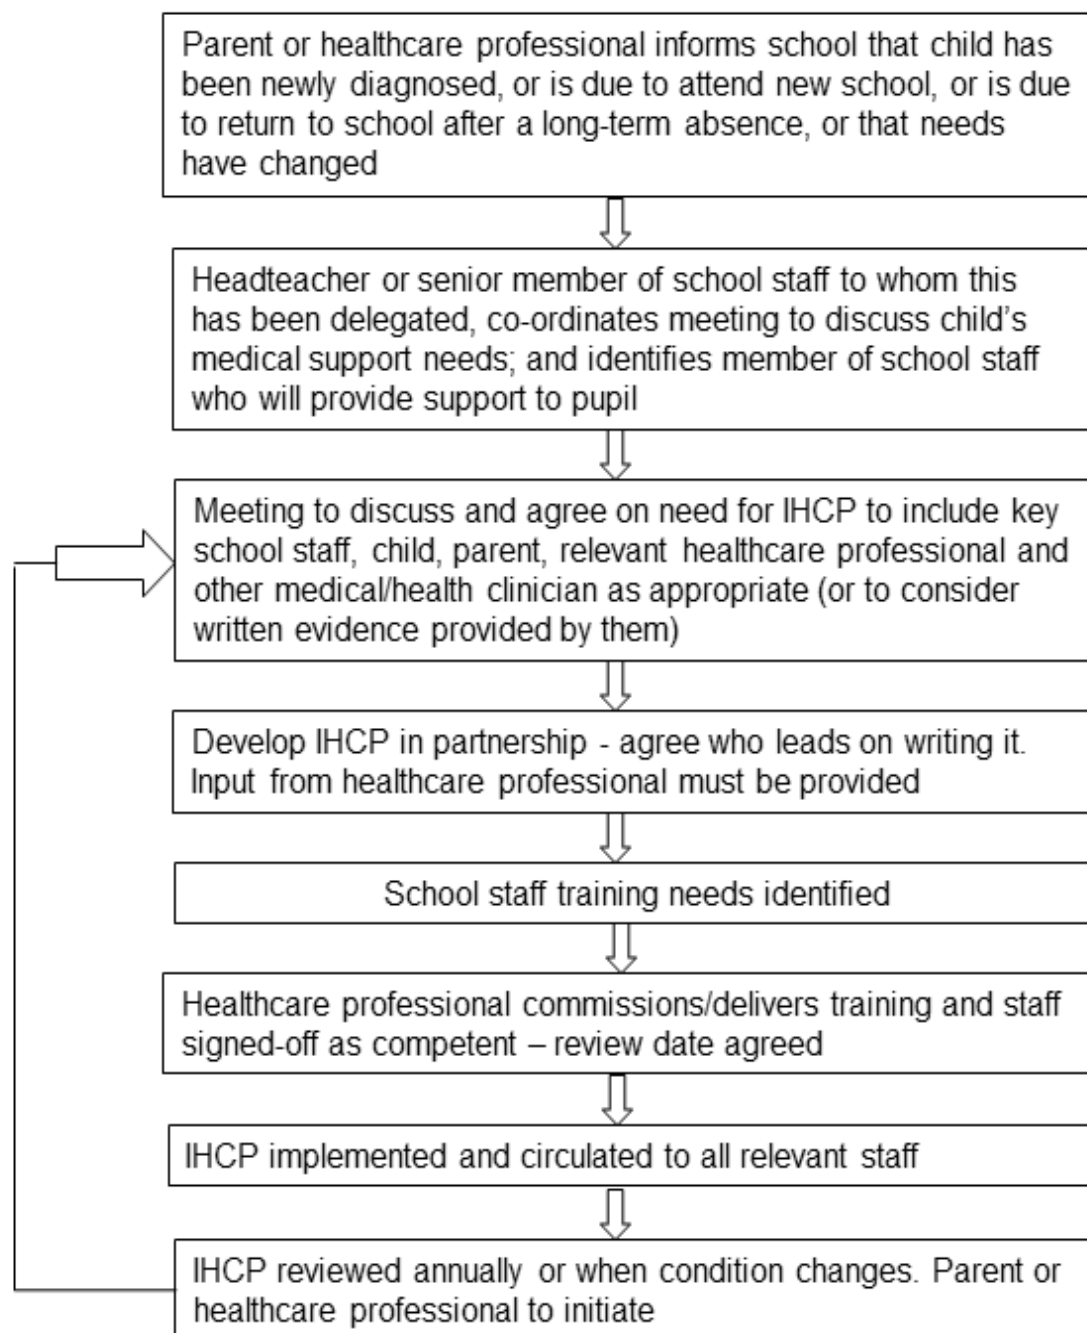 Parent or healthcare professional informs school that child has
been newly diagnosed, or is due to attend new school, or is due
to return to school after a long-term absence, or that needs
have changed
Headteacher or senior member of school staff to whom this
has been delegated, co-ordinates meeting to discuss child's
medical support needs; and identifies member of school staff
who will provide support to pupil
Meeting to discuss and agree on need for IHCP to include key
school staff, child, parent, relevant healthcare professional and
other medical/health clinician as appropriate (or to consider
written evidence provided by them)
Develop IHCP in partnership - agree who leads on writing it.
Input from healthcare professional must be provided
School staff training needs identified
Healthcare professional commissions/delivers training and staff
signed-off as competent – review date agreed
IHCP implemented and circulated to all relevant staff
IHCP reviewed annually or when condition changes. Parent or
healthcare professional to initiate